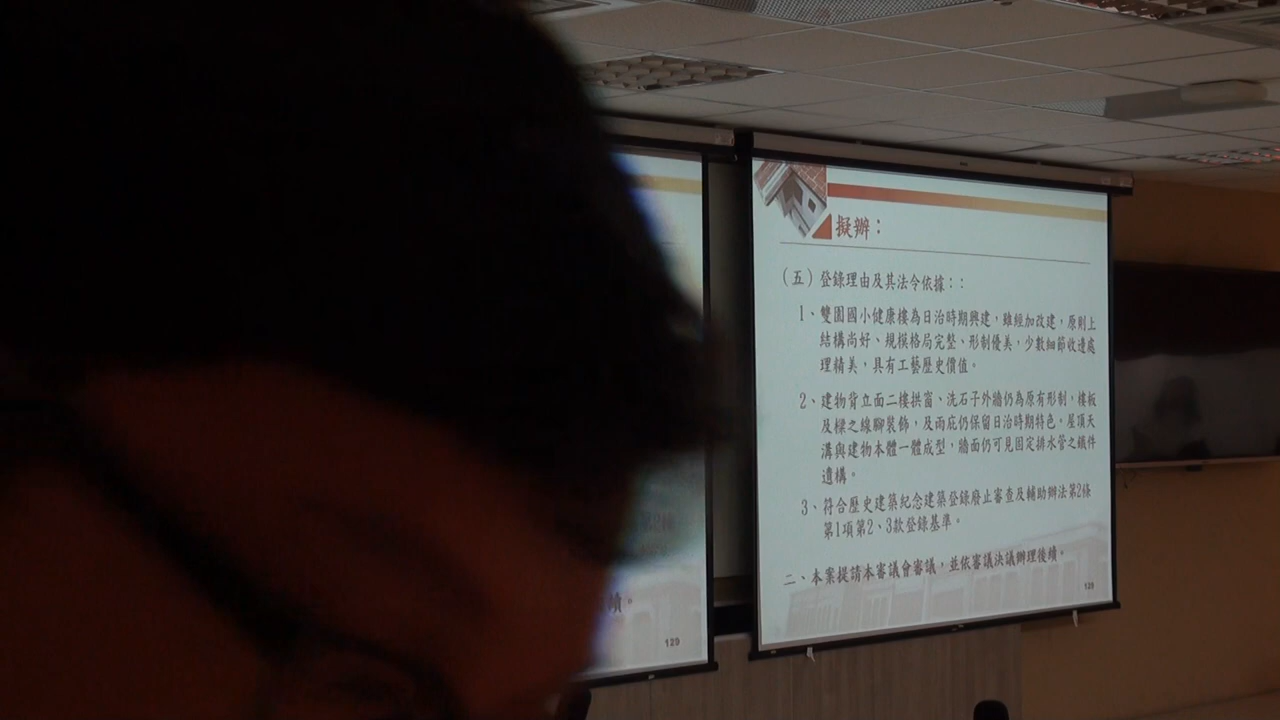 擬辦：
（五）登錄理由及其法令依據：：
1、雙園國小健康樓為日治時期興建，雖經加改建，原則上
結構尚好、規模格局完整、形制優美，少數細節收邊處
理精美，具有工藝歷史價值。
2、建物背立面二樓拱窗、洗石子外牆仍為原有形制，樓板
及樑之線腳裝飾，及雨庇仍保留日治時期特色。屋頂天
溝與建物本體一體成型，牆面仍可見固定排水管之鐵件
遺構。
3、符合歷史建築紀念建築登錄廢止審查及輔助辦法第2條
第1項第2、3款登錄基準。
二、本案提請本審議會審議，並依審議決議辦理後續。
129
續。
129